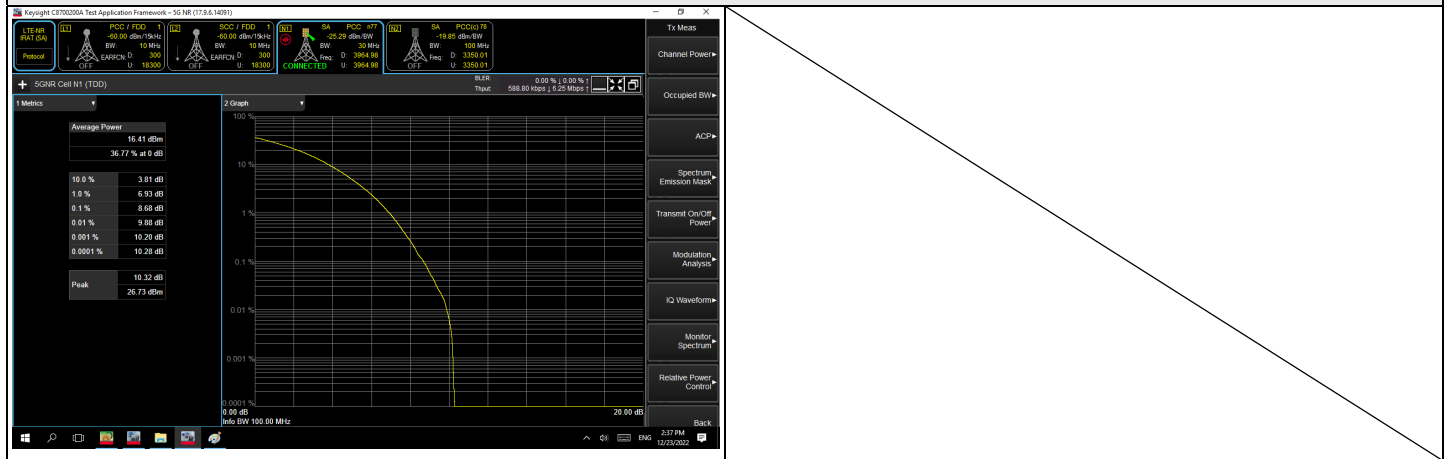 Keysight C8700200A Test Application Framework – 5G NR (17.9.6.14091)
LTE-NR IRAT (SA)
Protocol
L1 PCC / FDD 1
-60.00 dBm/15kHz
BW: 10 MHz
EARFCN: D: 300
U: 18300
OFF
L2 SCC / FDD 1
-60.00 dBm/15kHz
BW: 10 MHz
EARFCN: D: 300
U: 18300
OFF
N1 SA PCC n77
-25.29 dBm/BW
BW: 30 MHz
Freq: D: 3964.98
U: 3964.98
CONNECTED
N2 SA PCC(c) 78
-19.85 dBm/BW
BW: 100 MHz
Freq: D: 3350.01
U: 3350.01
OFF
5GNR Cell N1 (TDD)
BLER: 0.00 % ↓ 0.00 % ↑
Thput: 588.80 kbps ↓ 6.25 Mbps ↑
1 Metrics
Average Power
16.41 dBm
36.77 % at 0 dB
10.0 % 3.81 dB
1.0 % 6.93 dB
0.1 % 8.68 dB
0.01 % 9.88 dB
0.001 % 10.20 dB
0.0001 % 10.28 dB
Peak
10.32 dB
26.73 dBm
2 Graph
100 %
10 %
1 %
0.1 %
0.01 %
0.001 %
0.0001 %
0.00 dB 20.00 dB
Info BW 100.00 MHz
Tx Meas
Channel Power
Occupied BW
ACP
Spectrum
Emission Mask
Transmit On/Off
Power
Modulation
Analysis
IQ Waveform
Monitor
Spectrum
Relative Power
Control
Back
ENG
2:37 PM
12/23/2022